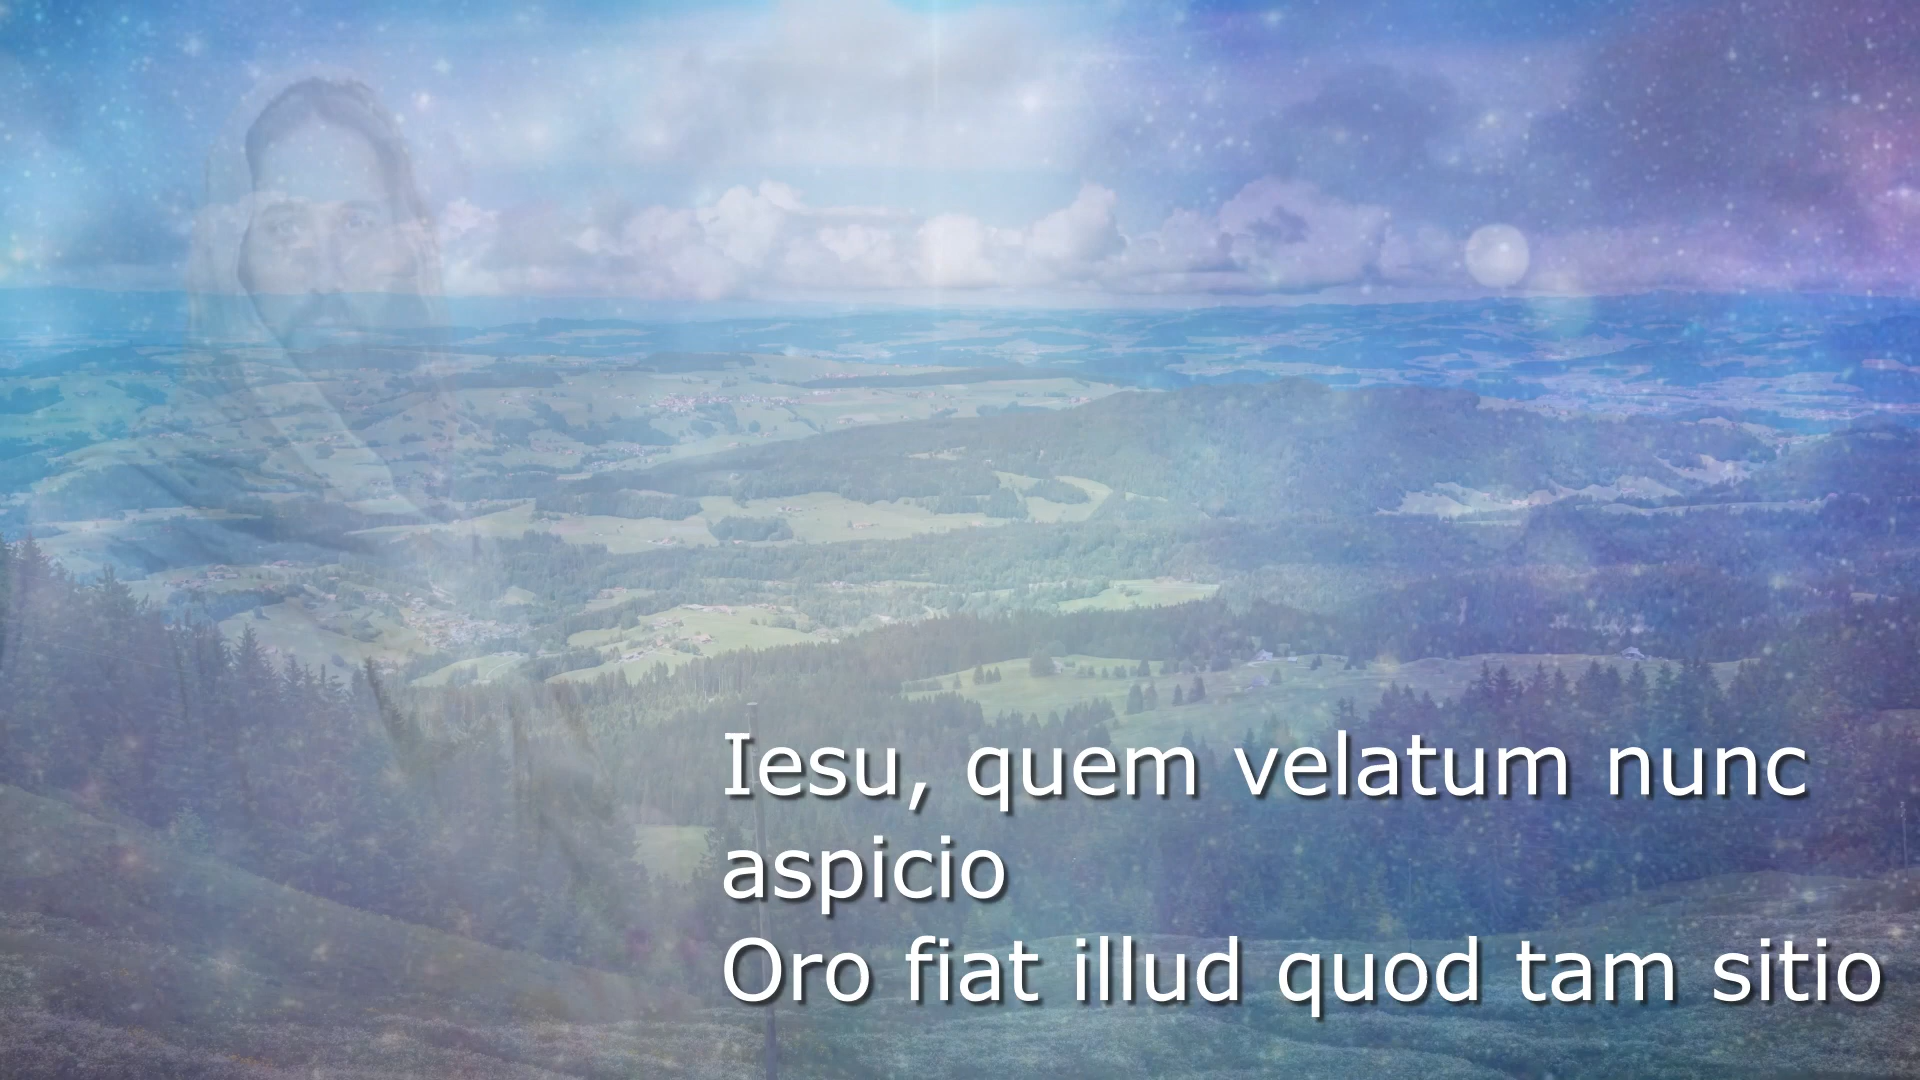 Iesu, quem velatum nunc
aspicio
Oro fiat illud quod tam sitio